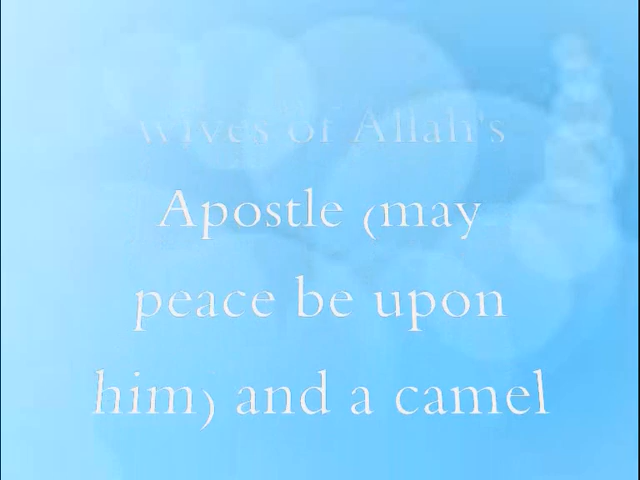 wives of Allah's
Apostle (may
peace be upon
him) and a camel